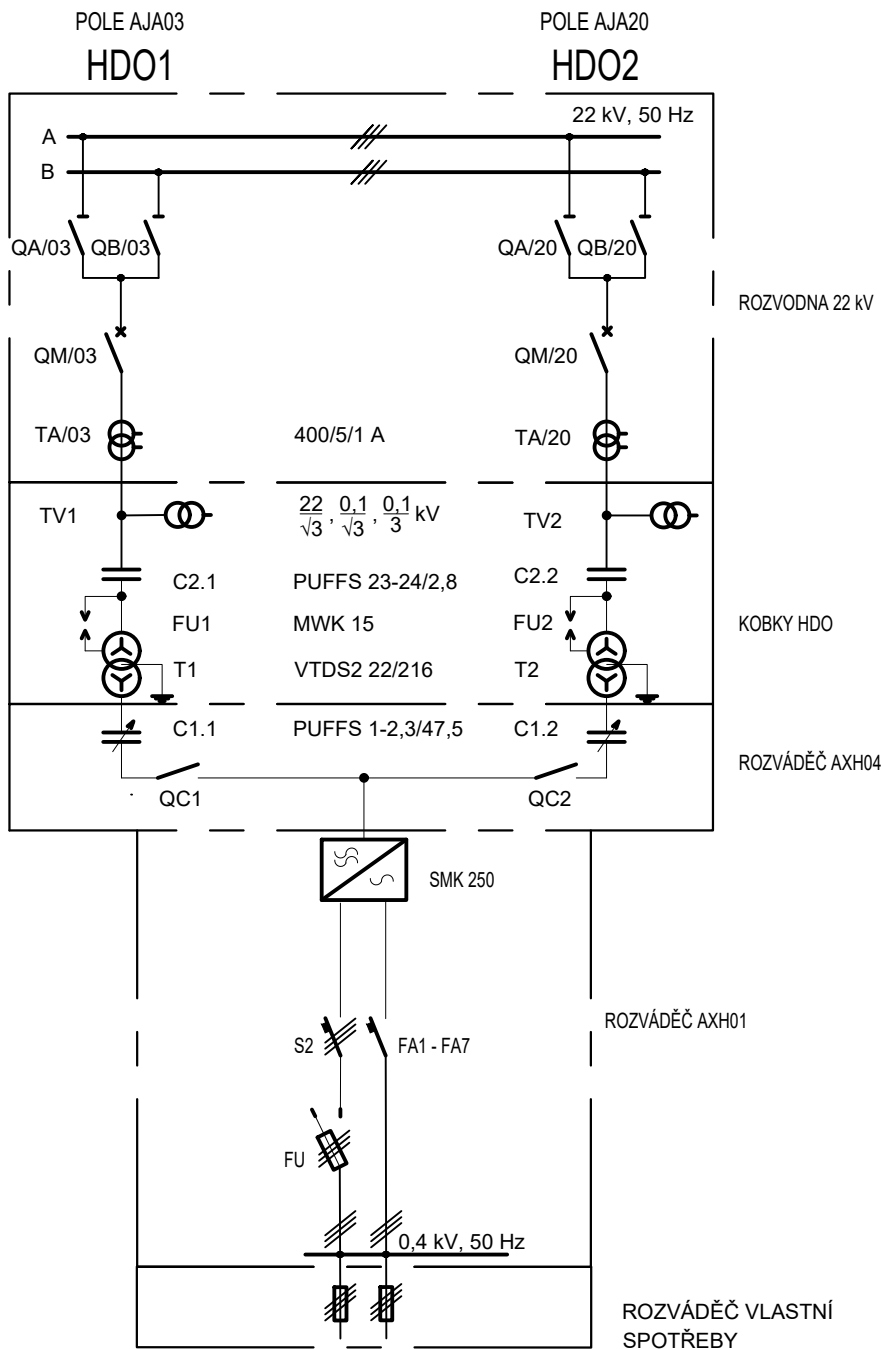 POLE AJA03 POLE AJA20
HDO1 HDO2
22 kV, 50 Hz
A
B
QA/03 QB/03 QA/20 QB/20
ROZVODNA 22 kV
QM/03 QM/20
TA/03 400/5/1 A TA/20
TV1 22/√3 , 0,1/√3 , 0,1/3 kV TV2
C2.1 PUFFS 23-24/2,8 C2.2
FU1 MWK 15 FU2 KOBKY HDO
T1 VTDS2 22/216 T2
C1.1 PUFFS 1-2,3/47,5 C1.2
ROZVÁDĚČ AXH04
QC1 QC2
SMK 250
ROZVÁDĚČ AXH01
S2 FA1 - FA7
FU
0,4 kV, 50 Hz
ROZVÁDĚČ VLASTNÍ
SPOTŘEBY